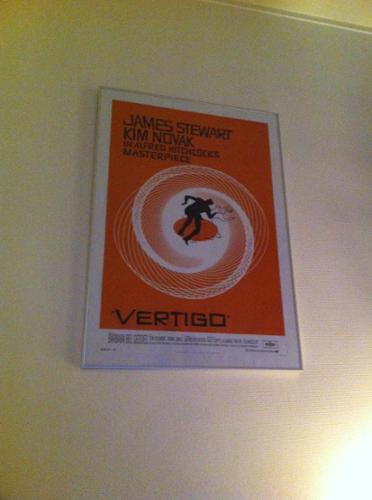 JAMES STEWART
KIM NOVAK
IN ALFRED HITCHCOCK'S
MASTERPIECE
'VERTIGO'